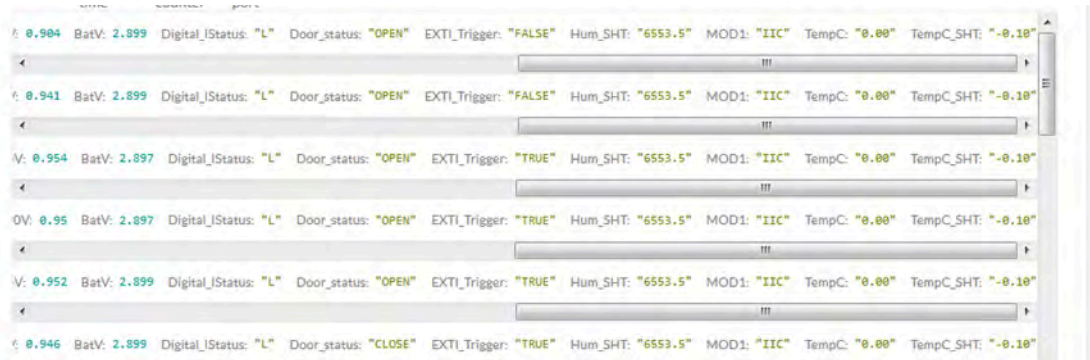 time counter port
0.904 BatV: 2.899 Digital_IStatus: "L" Door_status: "OPEN" EXTI_Trigger: "FALSE" Hum_SHT: "6553.5" MOD1: "IIC" TempC: "0.00" TempC_SHT: "-0.10"
0.941 BatV: 2.899 Digital_IStatus: "L" Door_status: "OPEN" EXTI_Trigger: "FALSE" Hum_SHT: "6553.5" MOD1: "IIC" TempC: "0.00" TempC_SHT: "-0.10"
V: 0.954 BatV: 2.897 Digital_IStatus: "L" Door_status: "OPEN" EXTI_Trigger: "TRUE" Hum_SHT: "6553.5" MOD1: "IIC" TempC: "0.00" TempC_SHT: "-0.10"
0V: 0.95 BatV: 2.897 Digital_IStatus: "L" Door_status: "OPEN" EXTI_Trigger: "TRUE" Hum_SHT: "6553.5" MOD1: "IIC" TempC: "0.00" TempC_SHT: "-0.10"
V: 0.952 BatV: 2.899 Digital_IStatus: "L" Door_status: "OPEN" EXTI_Trigger: "TRUE" Hum_SHT: "6553.5" MOD1: "IIC" TempC: "0.00" TempC_SHT: "-0.10"
0.946 BatV: 2.899 Digital_IStatus: "L" Door_status: "CLOSE" EXTI_Trigger: "TRUE" Hum_SHT: "6553.5" MOD1: "IIC" TempC: "0.00" TempC_SHT: "-0.10"